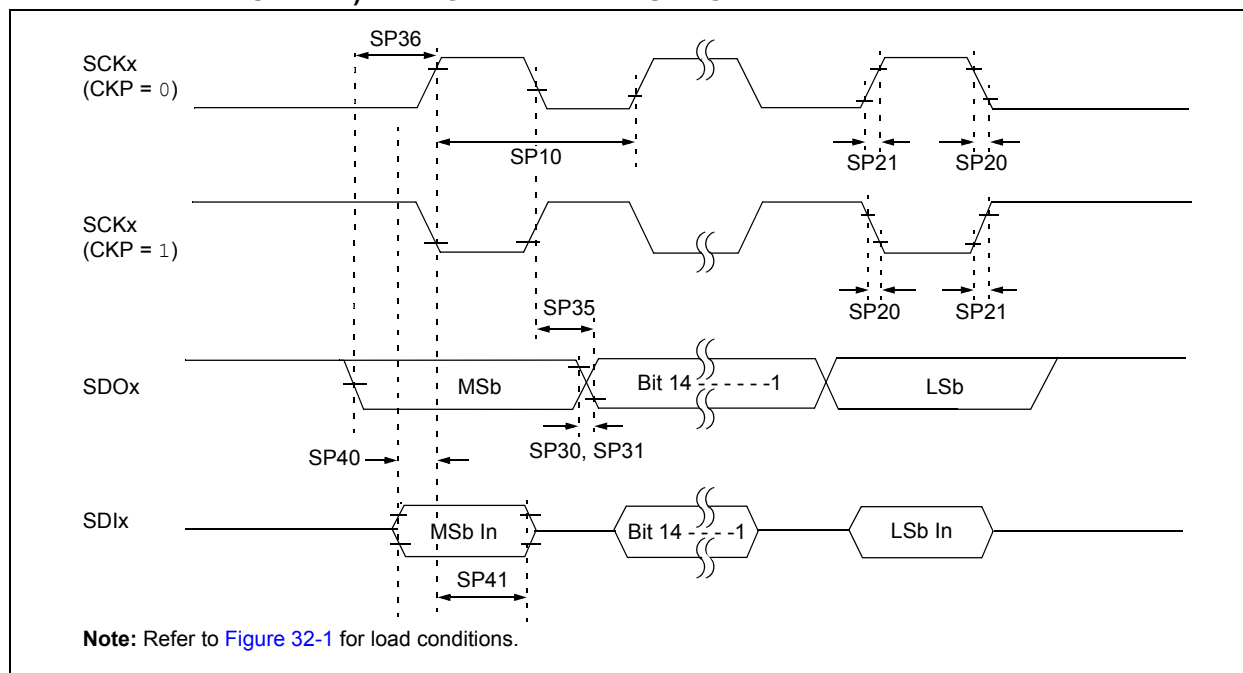 SP36
SCKx
(CKP = 0)
SP10
SP21
SP20
SCKx
(CKP = 1)
SP35
SP20
SP21
SDOx
MSb
Bit 14 - - - - - -1
LSb
SP40
SP30, SP31
SDIx
MSb In
Bit 14 - - - -1
LSb In
SP41
Note: Refer to Figure 32-1 for load conditions.